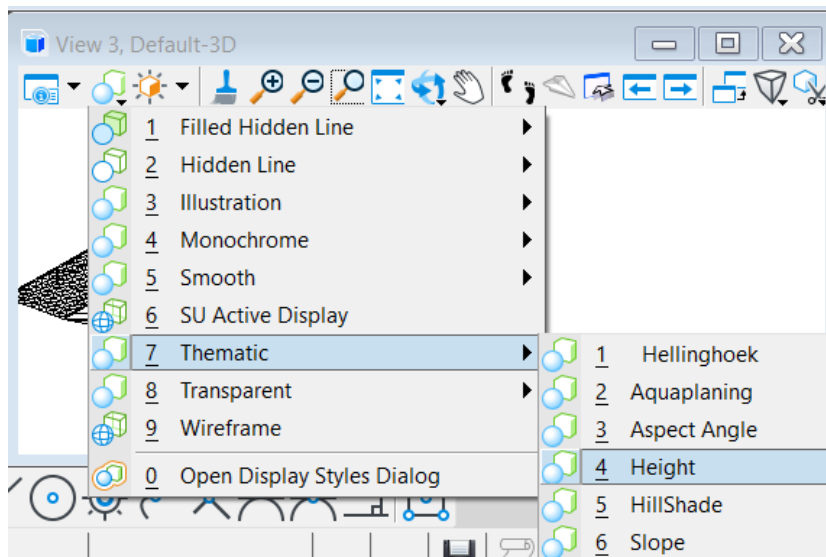 View 3, Default-3D
1 Filled Hidden Line
2 Hidden Line
3 Illustration
4 Monochrome
5 Smooth
6 SU Active Display
7 Thematic
8 Transparent
9 Wireframe
0 Open Display Styles Dialog
1 Hellinghoek
2 Aquaplaning
3 Aspect Angle
4 Height
5 HillShade
6 Slope